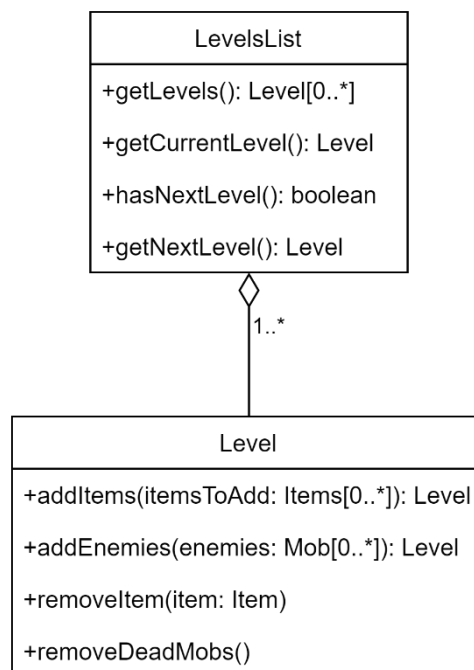 LevelsList
+getLevels(): Level[0..*]
+getCurrentLevel(): Level
+hasNextLevel(): boolean
+getNextLevel(): Level
1..*
Level
+addItems(itemsToAdd: Items[0..*]): Level
+addEnemies(enemies: Mob[0..*]): Level
+removeItem(item: Item)
+removeDeadMobs()